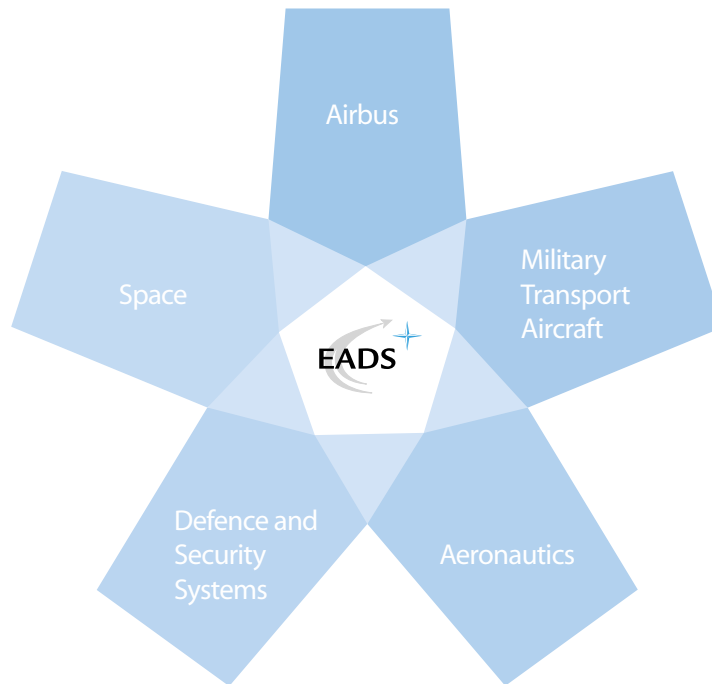 Airbus
Military
Transport
Aircraft
Space
EADS
Defence and
Security
Systems
Aeronautics